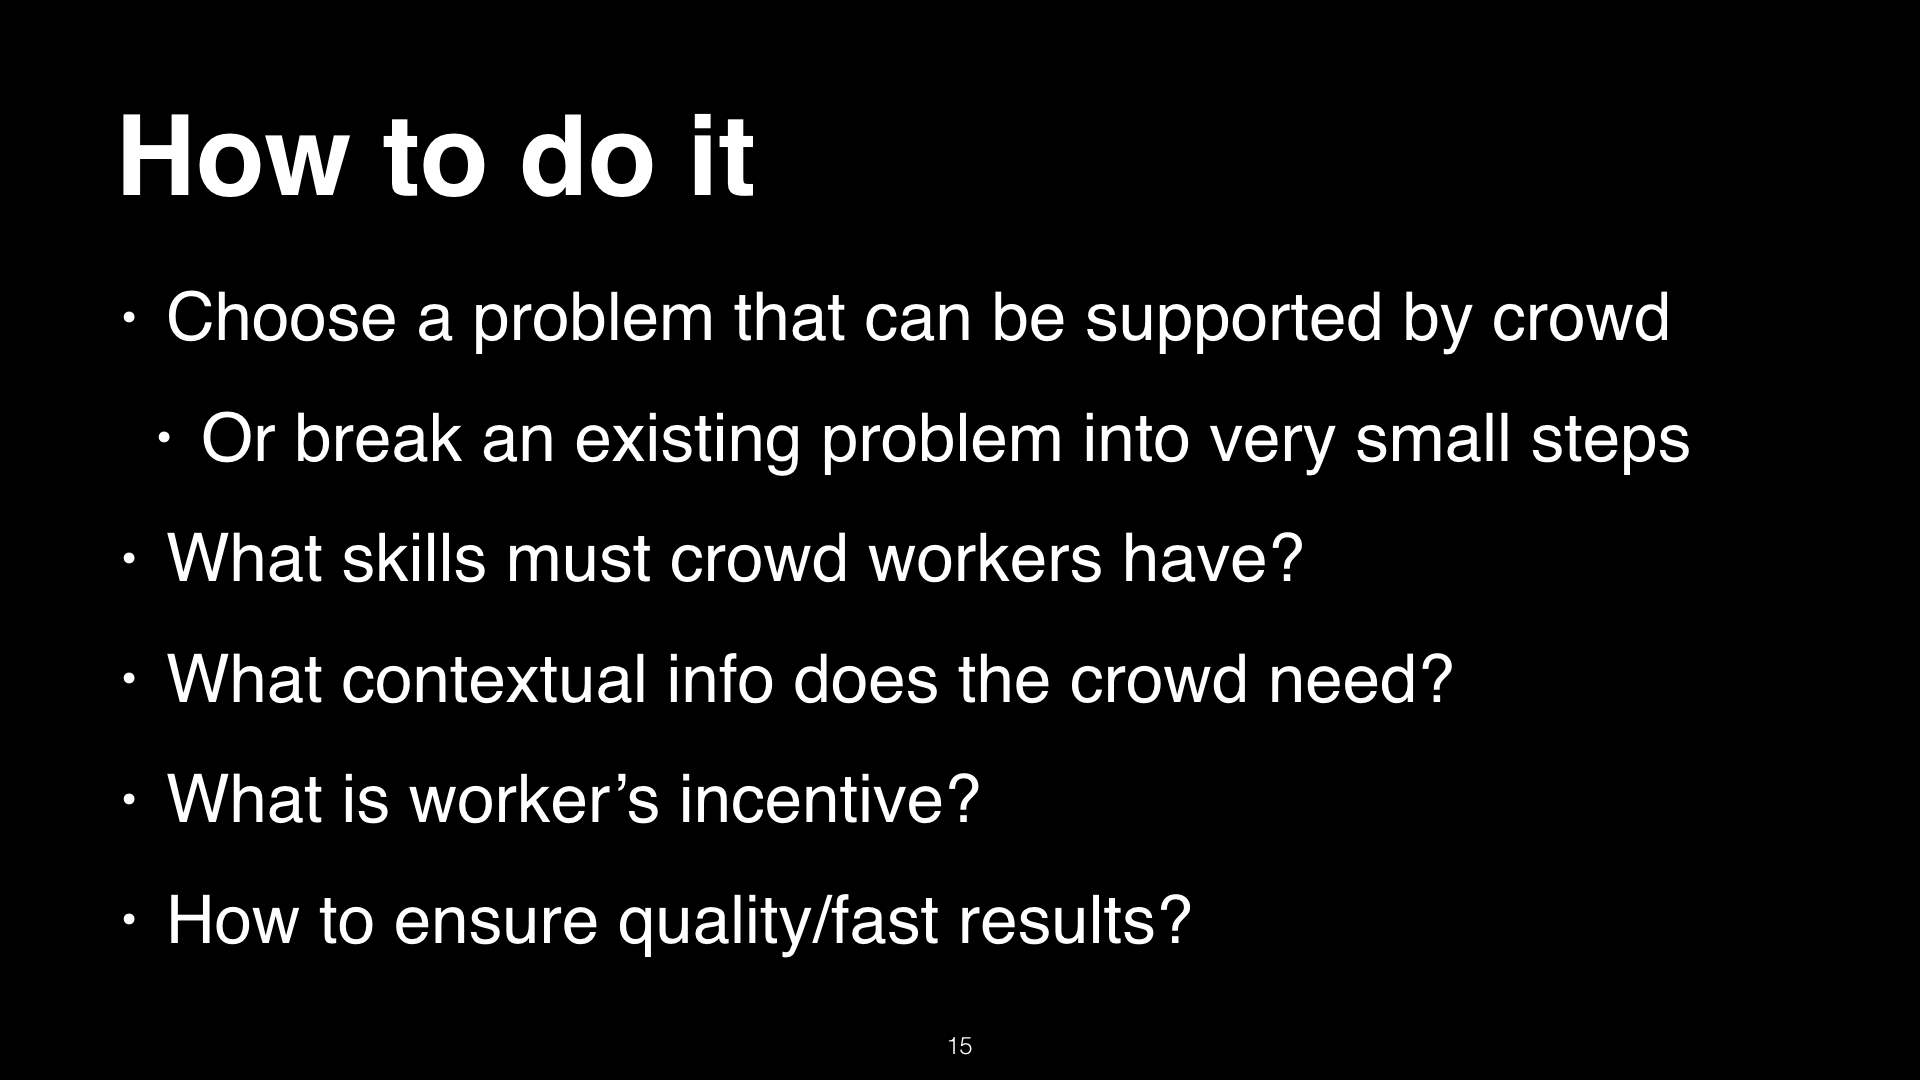 How to do it
• Choose a problem that can be supported by crowd
• Or break an existing problem into very small steps
• What skills must crowd workers have?
• What contextual info does the crowd need?
• What is worker’s incentive?
• How to ensure quality/fast results?
15